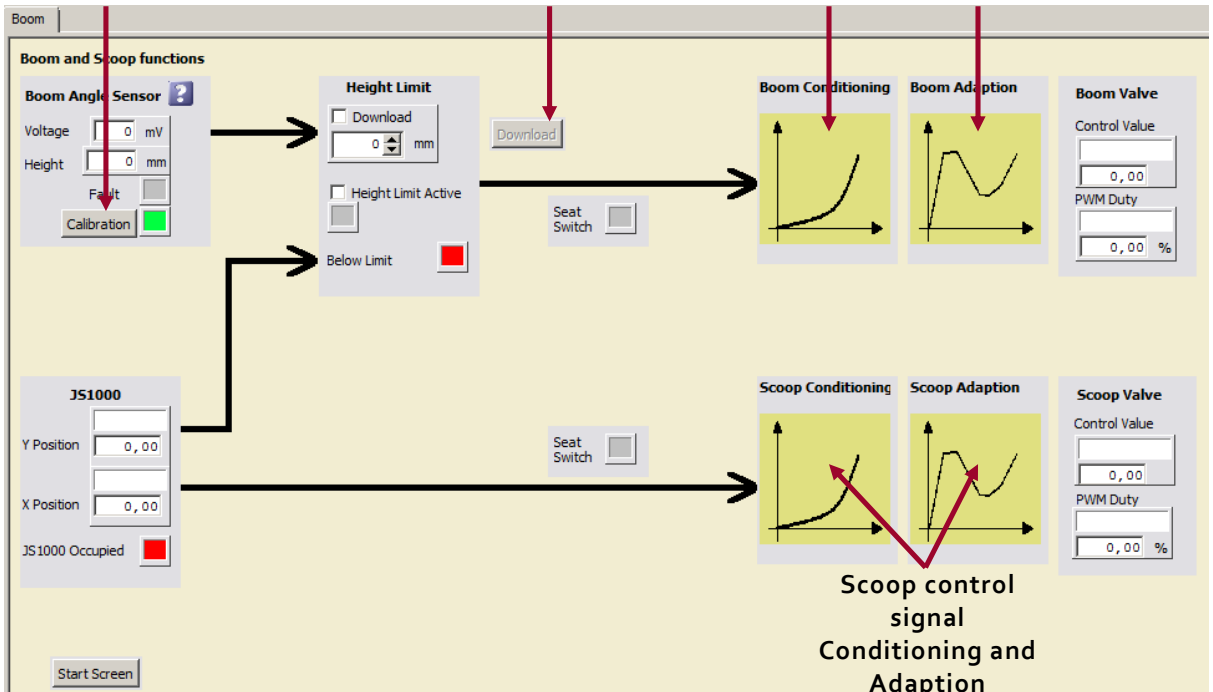 Boom
Boom and Scoop functions
Boom Angle Sensor ?
Voltage 0 mV
Height 0 mm
Fault
Calibration
Height Limit
Download
0 mm
Height Limit Active
Below Limit
Download
Seat
Switch
Boom Conditioning
Boom Adaption
Boom Valve
Control Value
0,00
PWM Duty
0,00 %
JS1000
Y Position 0,00
X Position 0,00
JS1000 Occupied
Seat
Switch
Scoop Conditioning
Scoop Adaption
Scoop Valve
Control Value
0,00
PWM Duty
0,00 %
Scoop control
signal
Conditioning and
Adaption
Start Screen